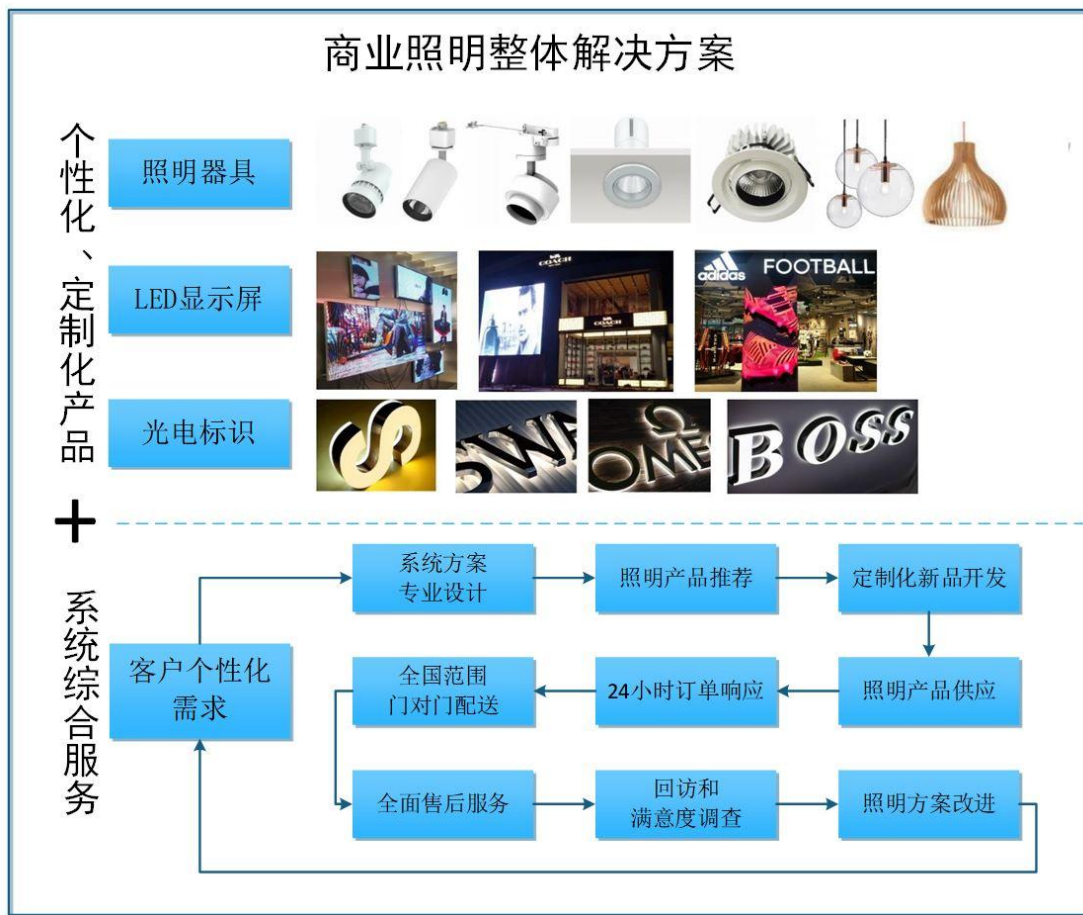 商业照明整体解决方案
个性化、定制化产品
照明器具
LED显示屏
COACH
COACH
adidas
FOOTBALL
光电标识
S
SWA
OME
BOSS
+
系统综合服务
客户个性化
需求
系统方案
专业设计
照明产品推荐
定制化新品开发
全国范围
门对门配送
24小时订单响应
照明产品供应
全面售后服务
回访和
满意度调查
照明方案改进